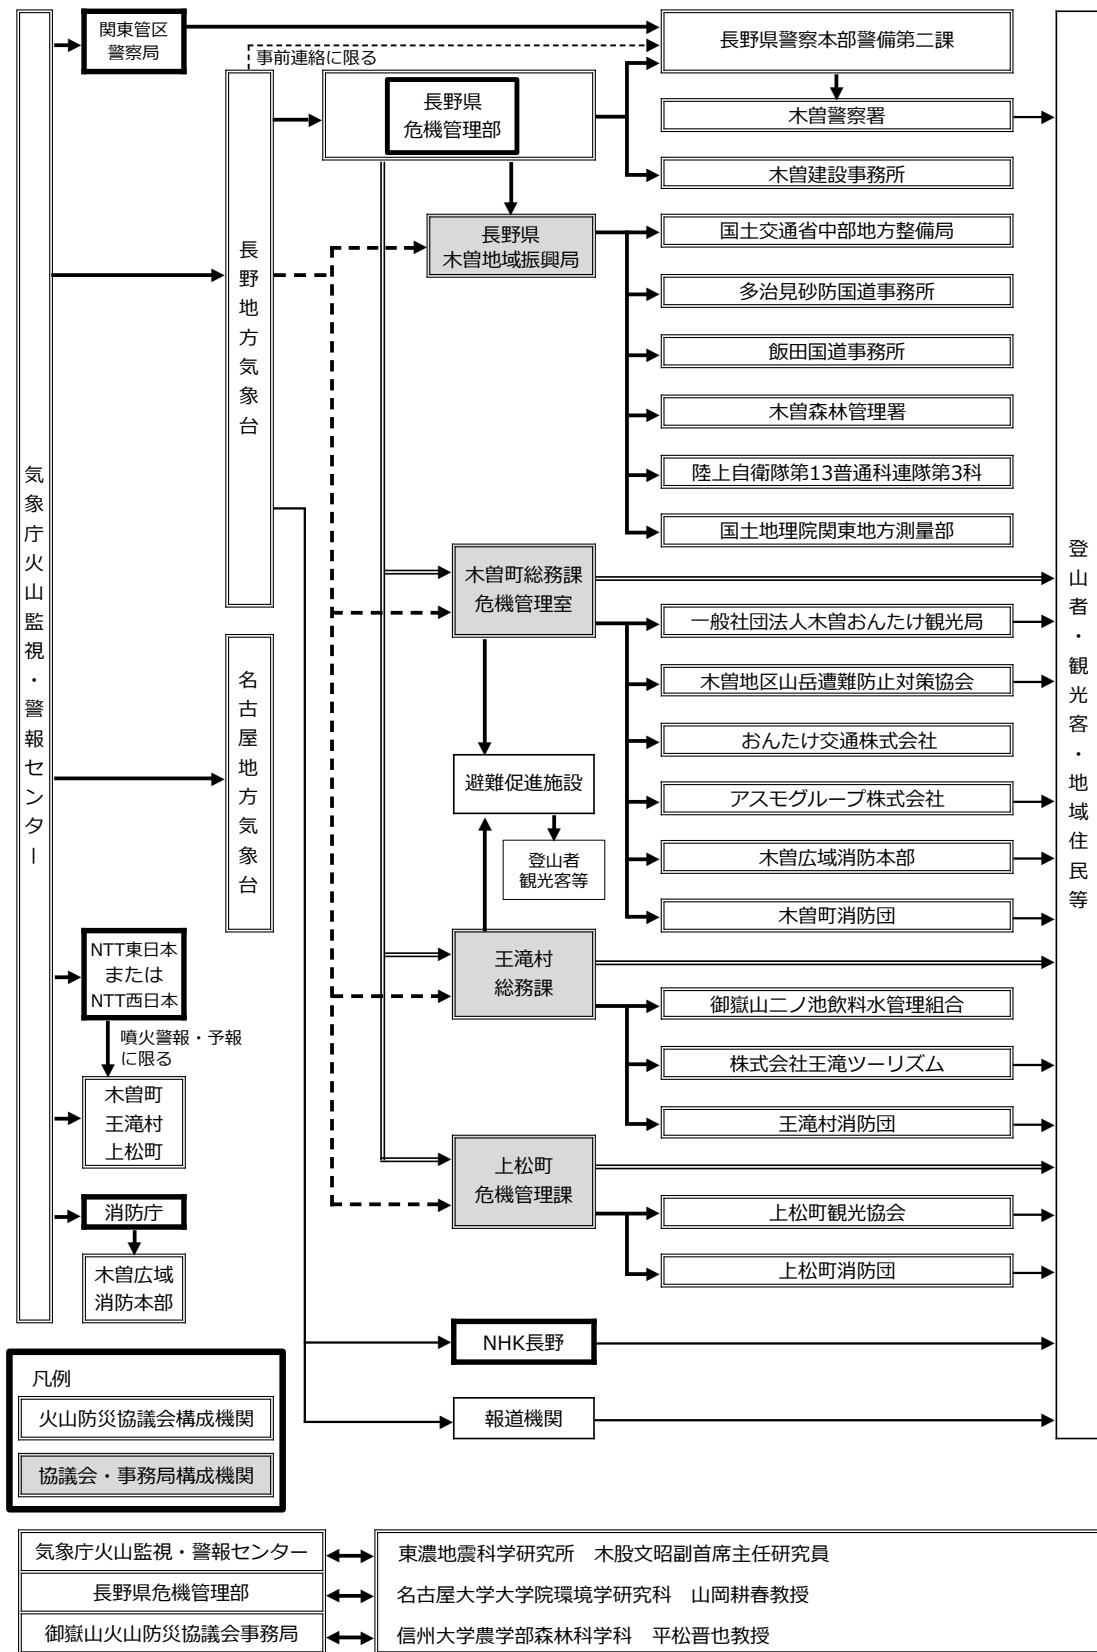 関東管区
警察局
事前連絡に限る
長野県
危機管理部
長野県警察本部警備第二課
木曽警察署
木曽建設事務所
長野県
木曽地域振興局
国土交通省中部地方整備局
多治見砂防国道事務所
飯田国道事務所
木曽森林管理署
陸上自衛隊第13普通科連隊第3科
国土地理院関東地方測量部
気象庁火山監視・警報センター
長野地方気象台
名古屋地方気象台
木曽町総務課
危機管理室
一般社団法人木曽おんたけ観光局
木曽地区山岳遭難防止対策協会
おんたけ交通株式会社
アスモグループ株式会社
木曽広域消防本部
木曽町消防団
避難促進施設
登山者
観光客等
登山者・観光客・地域住民等
NTT東日本
または
NTT西日本
噴火警報・予報
に限る
木曽町
王滝村
上松町
消防庁
木曽広域
消防本部
王滝村
総務課
御嶽山二ノ池飲料水管理組合
株式会社王滝ツーリズム
王滝村消防団
上松町
危機管理課
上松町観光協会
上松町消防団
NHK長野
報道機関
凡例
火山防災協議会構成機関
協議会・事務局構成機関
気象庁火山監視・警報センター
東濃地震科学研究所　木股文昭副首席主任研究員
長野県危機管理部
名古屋大学大学院環境学研究科　山岡耕春教授
御嶽山火山防災協議会事務局
信州大学農学部森林科学科　平松晋也教授